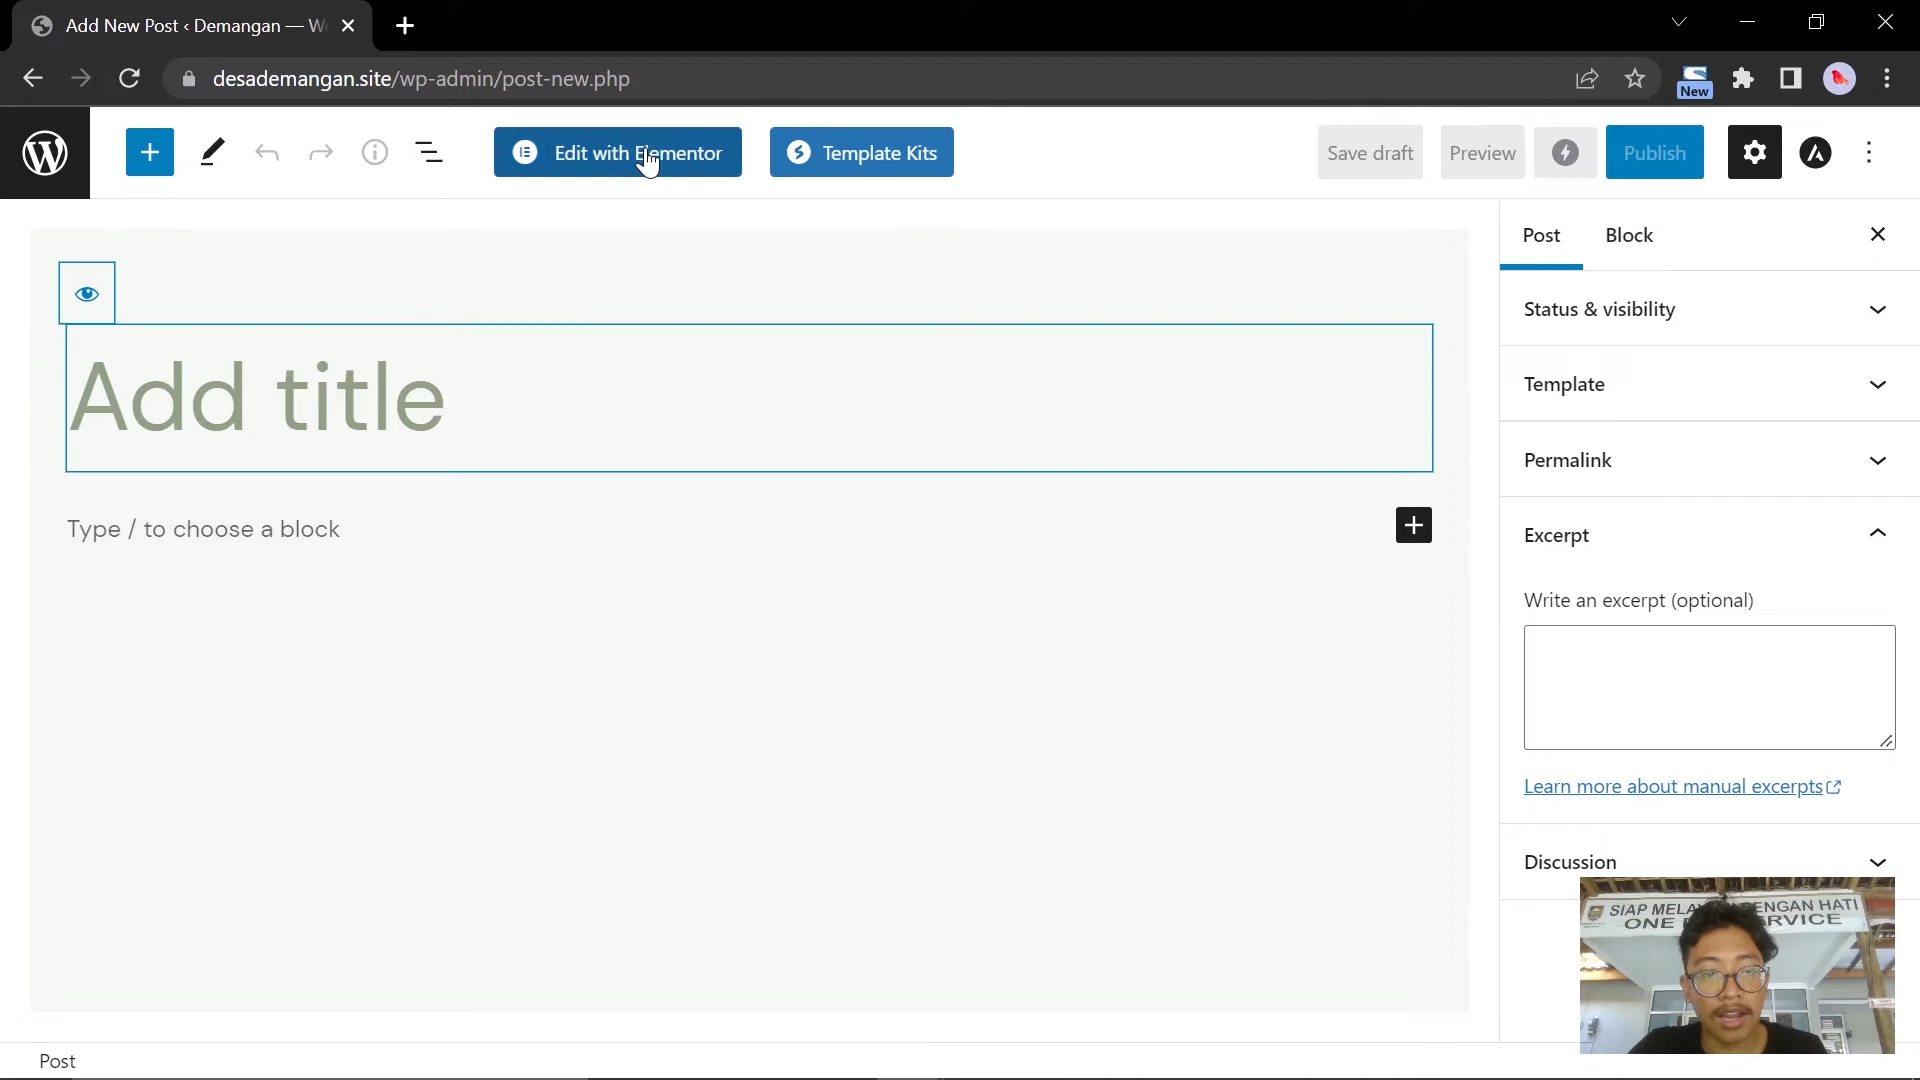 Add New Post ‹ Demangan — W
desademangan.site/wp-admin/post-new.php
New
Edit with Elementor
Template Kits
Save draft
Preview
Publish
Post
Block
Status & visibility
Add title
Template
Permalink
Type / to choose a block
Excerpt
Write an excerpt (optional)
Learn more about manual excerpts
Discussion
SIAP ENGAN HATI
ONE
Post